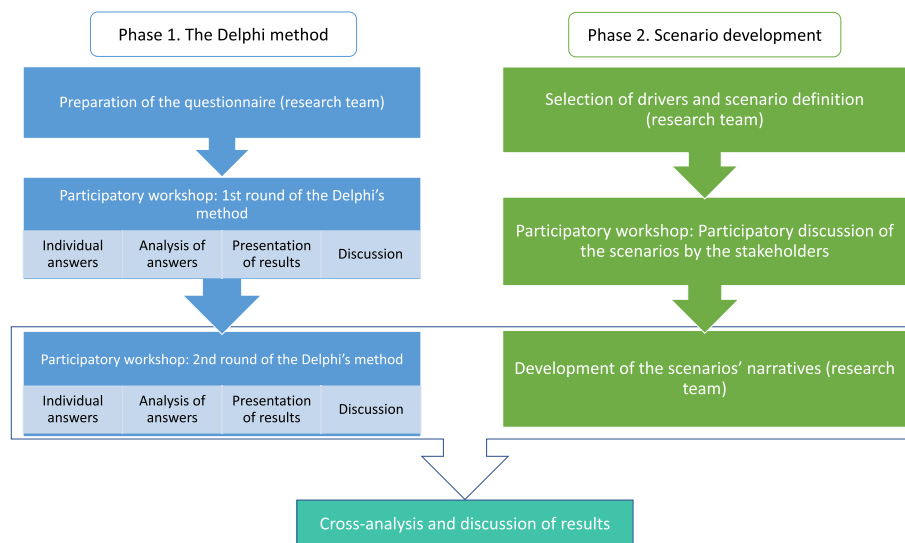 Phase 1. The Delphi method
Preparation of the questionnaire (research team)
Participatory workshop: 1st round of the Delphi's
method
Individual
answers
Analysis of
answers
Presentation
of results
Discussion
Participatory workshop: 2nd round of the Delphi's method
Individual
answers
Analysis of
answers
Presentation
of results
Discussion
Phase 2. Scenario development
Selection of drivers and scenario definition
(research team)
Participatory workshop: Participatory discussion of
the scenarios by the stakeholders
Development of the scenarios' narratives (research
team)
Cross-analysis and discussion of results